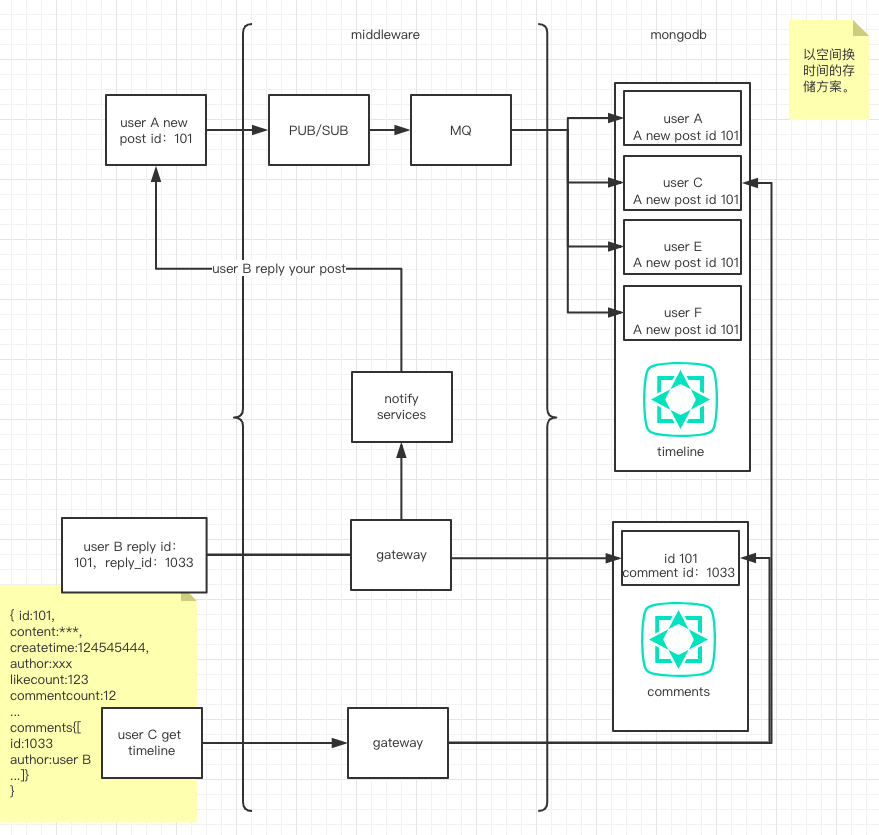 middleware
mongodb
以空间换
时间的存
储方案。
user A new
post id：101
PUB/SUB
MQ
user A
A new post id 101
user C
A new post id 101
user E
A new post id 101
user F
A new post id 101
timeline
user B reply your post
notify
services
user B reply id：
101，reply_id：1033
gateway
id 101
comment id：1033
comments
{ id:101,
content:***,
createtime:124545444,
author:xxx
likecount:123
commentcount:12
...
comments{[
id:1033
author:user B
...]}
}
user C get
timeline
gateway